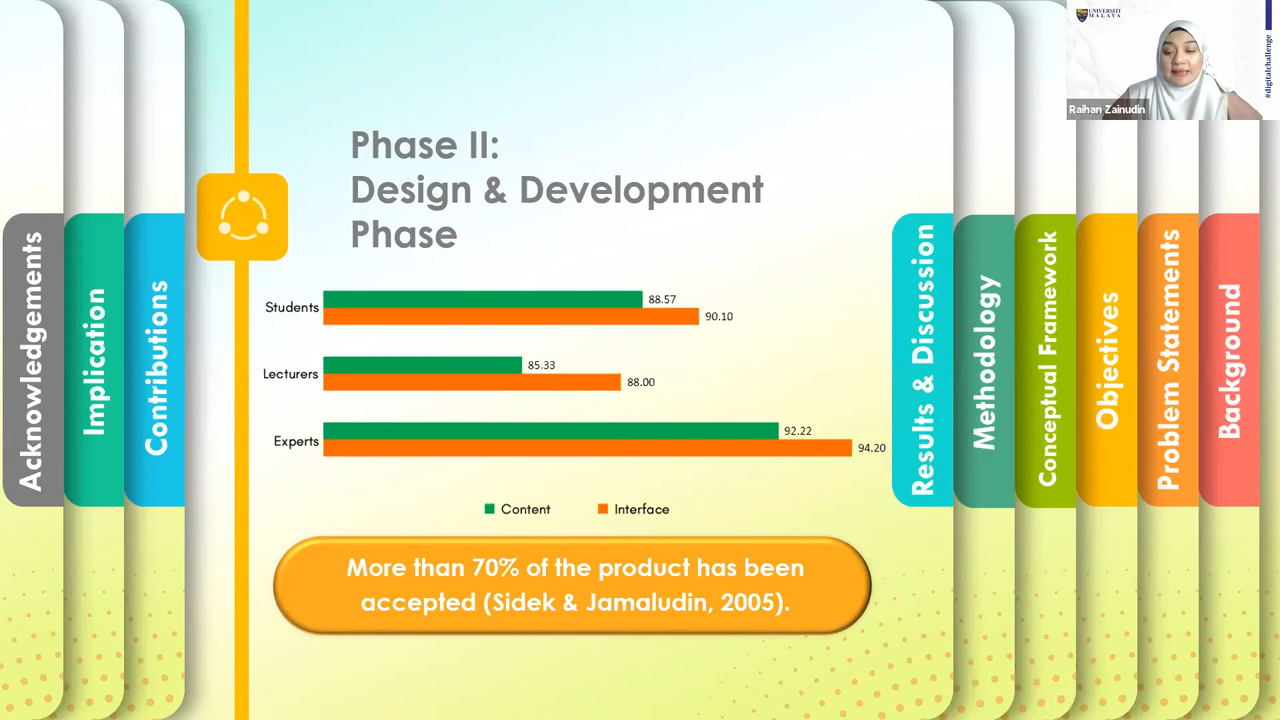 Acknowledgements
Implication
Contributions
Phase II:
Design & Development
Phase
Students
88.57
90.10
Lecturers
85.33
88.00
Experts
92.22
94.20
Content
Interface
More than 70% of the product has been
accepted (Sidek & Jamaludin, 2005).
Results & Discussion
Methodology
Conceptual Framework
Objectives
Problem Statements
Background
UNIVERSITI
MALAYA
#digitalchallenge
Raihan Zainudin